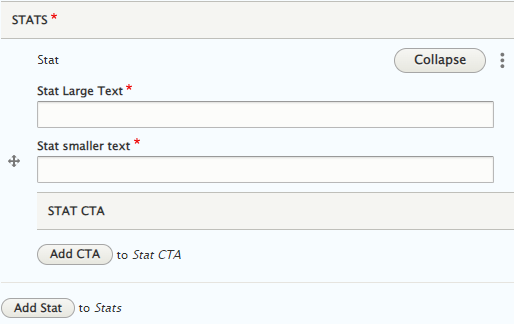 STATS *
Stat Collapse
Stat Large Text *
Stat smaller text *
STAT CTA
Add CTA to Stat CTA
Add Stat to Stats